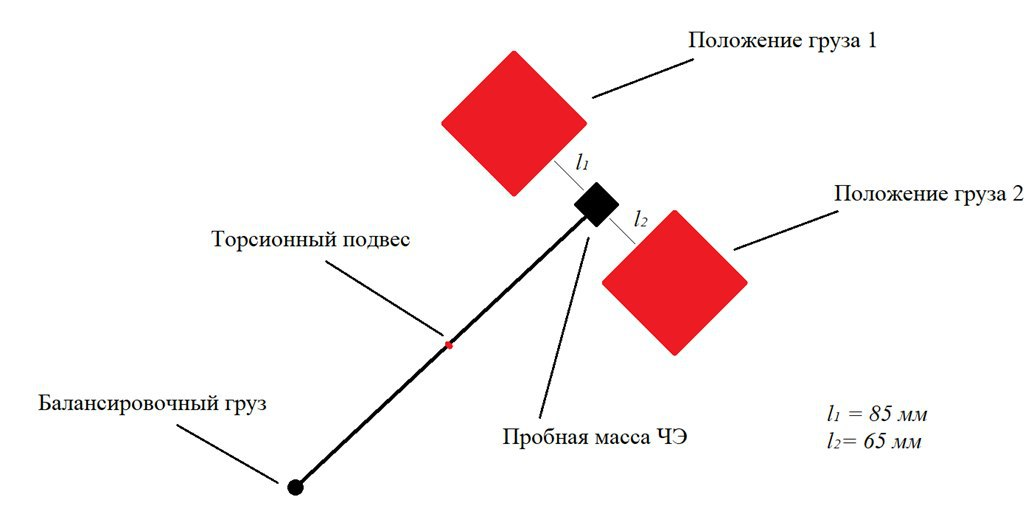 Положение груза 1
l1
Положение груза 2
l2
Торсионный подвес
Балансировочный груз
Пробная масса ЧЭ
l1 = 85 мм
l2= 65 мм